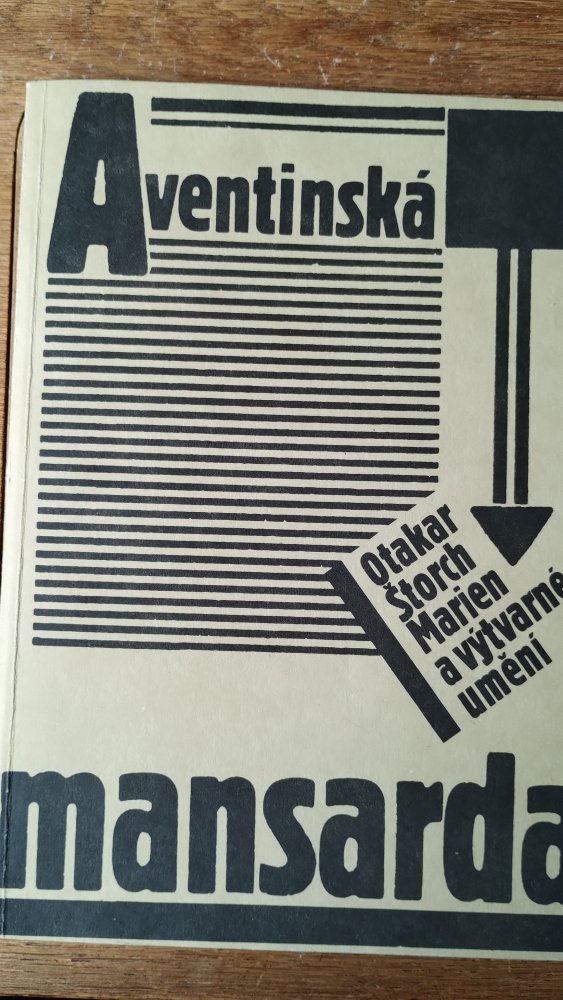 Aventinská
Otakar
Štorch
Marien
a výtvarné
umění
mansarda